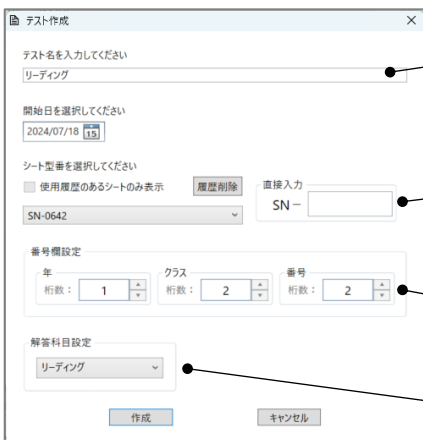 テスト作成
テスト名を入力してください
リーディング
開始日を選択してください
2024/07/18 15
シート型番を選択してください
使用履歴のあるシートのみ表示 履歴削除
直接入力
SN-0642
SN－
番号欄設定
年 クラス 番号
桁数： 1 桁数： 2 桁数： 2
解答科目設定
リーディング
作成 キャンセル